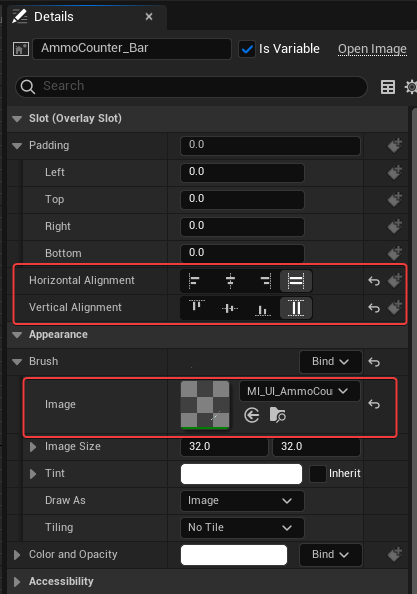 Details
AmmoCounter_Bar Is Variable Open Image
Search
Slot (Overlay Slot)
Padding 0.0
Left 0.0
Top 0.0
Right 0.0
Bottom 0.0
Horizontal Alignment
Vertical Alignment
Appearance
Brush Bind
Image MI_UI_AmmoCou
Image Size 32.0 32.0
Tint Inherit
Draw As Image
Tiling No Tile
Color and Opacity Bind
Accessibility